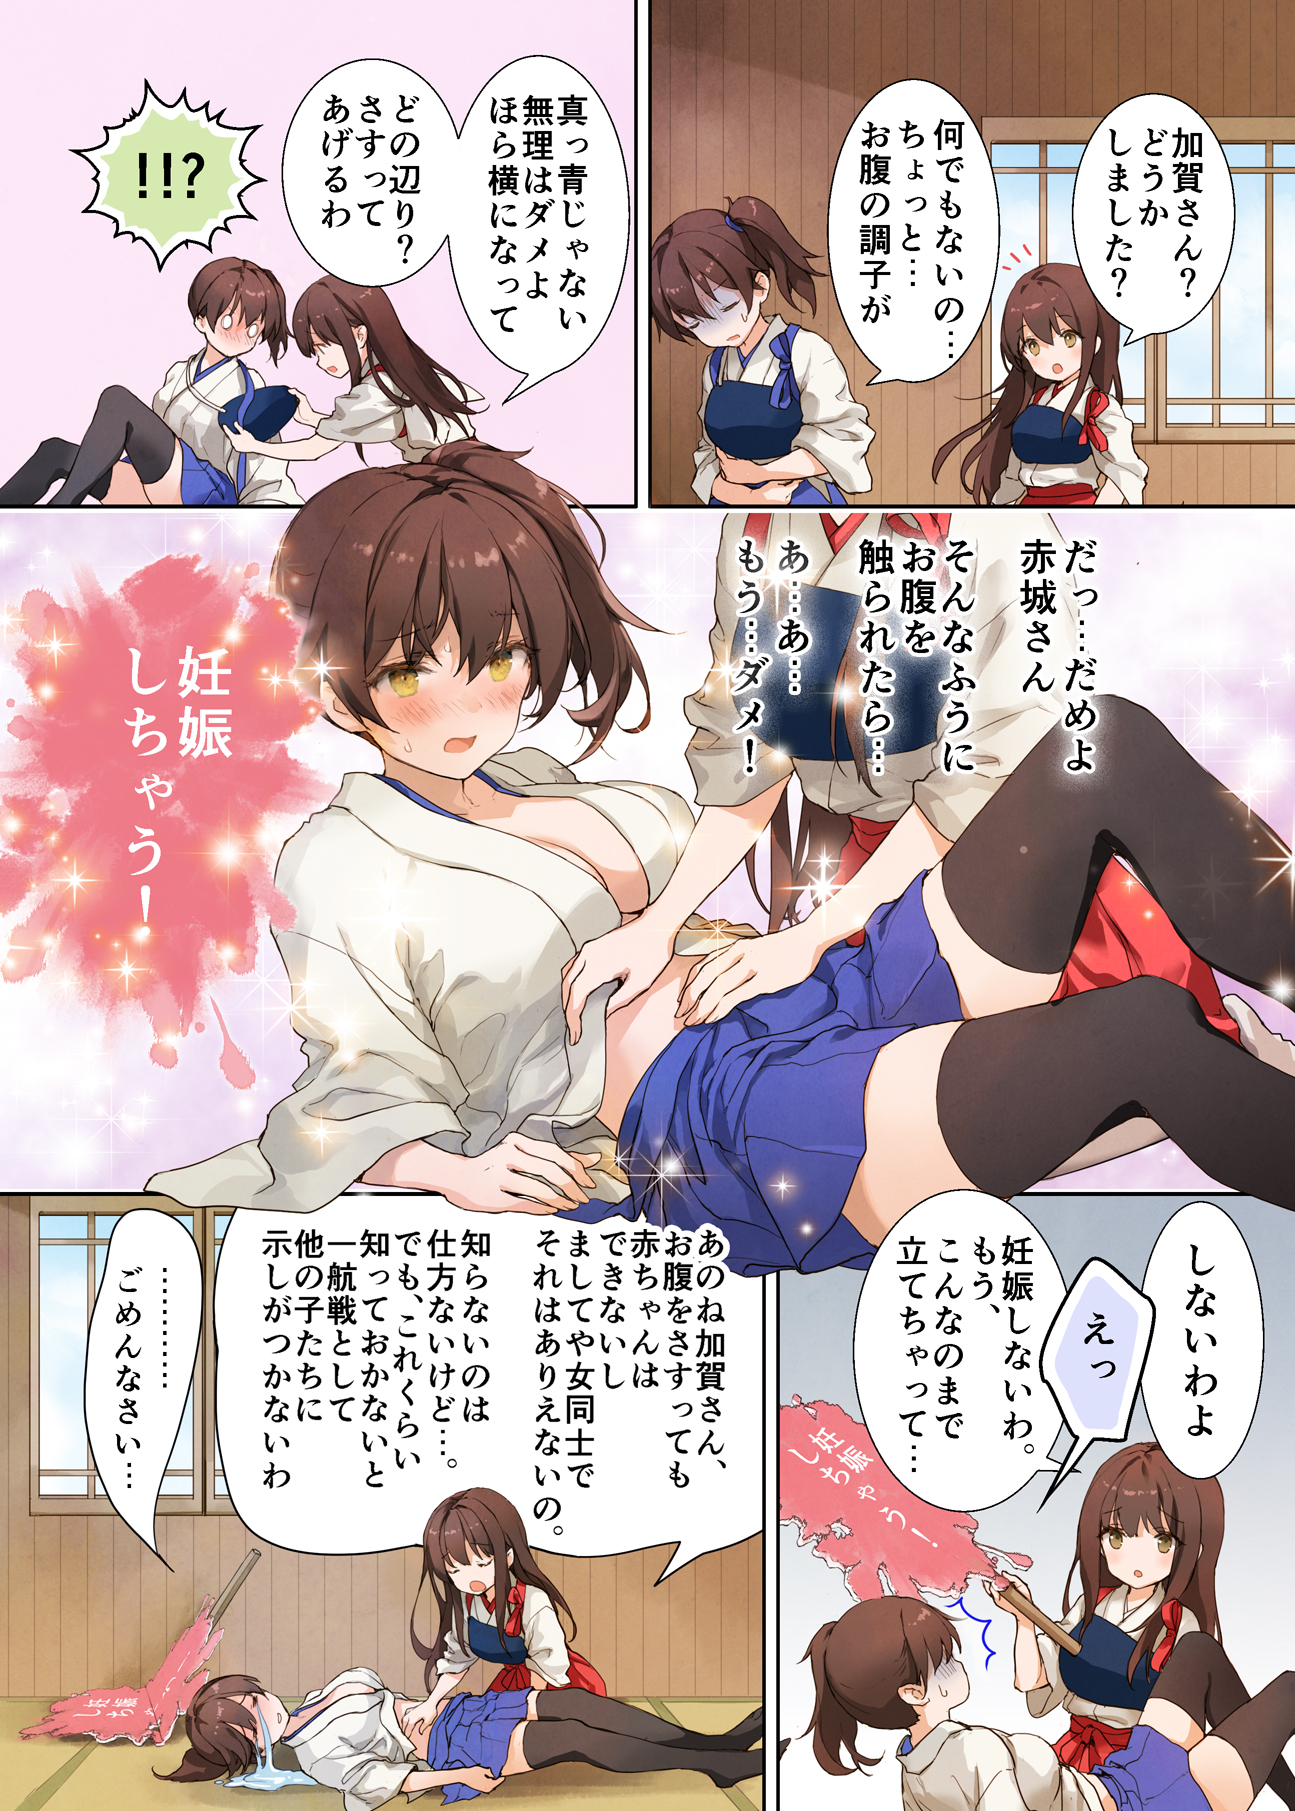 加賀さん？
どうか
しました？
何でもないの…
ちょっと…
お腹の調子が
真っ青じゃない
無理はダメよ
ほら横になって
どの辺り？
さすって
あげるわ
!!?
だっ…だめよ
赤城さん
そんなふうに
お腹を
触られたら…
あ…あ…
もう…ダメ！
妊娠
しちゃう！
しないわよ
えっ
妊娠しないわ。
もう、
こんなのまで
立てちゃって…
妊娠
しちゃう！
あのね加賀さん、
お腹をさすっても
赤ちゃんは
できないし
ましてや女同士で
それはありえないの。
知らないのは
仕方ないけど…。
でも、これくらい
知っておかないと
一航戦として
他の子たちに
示しがつかないわ
………
ごめんなさい…
妊娠
しちゃう！